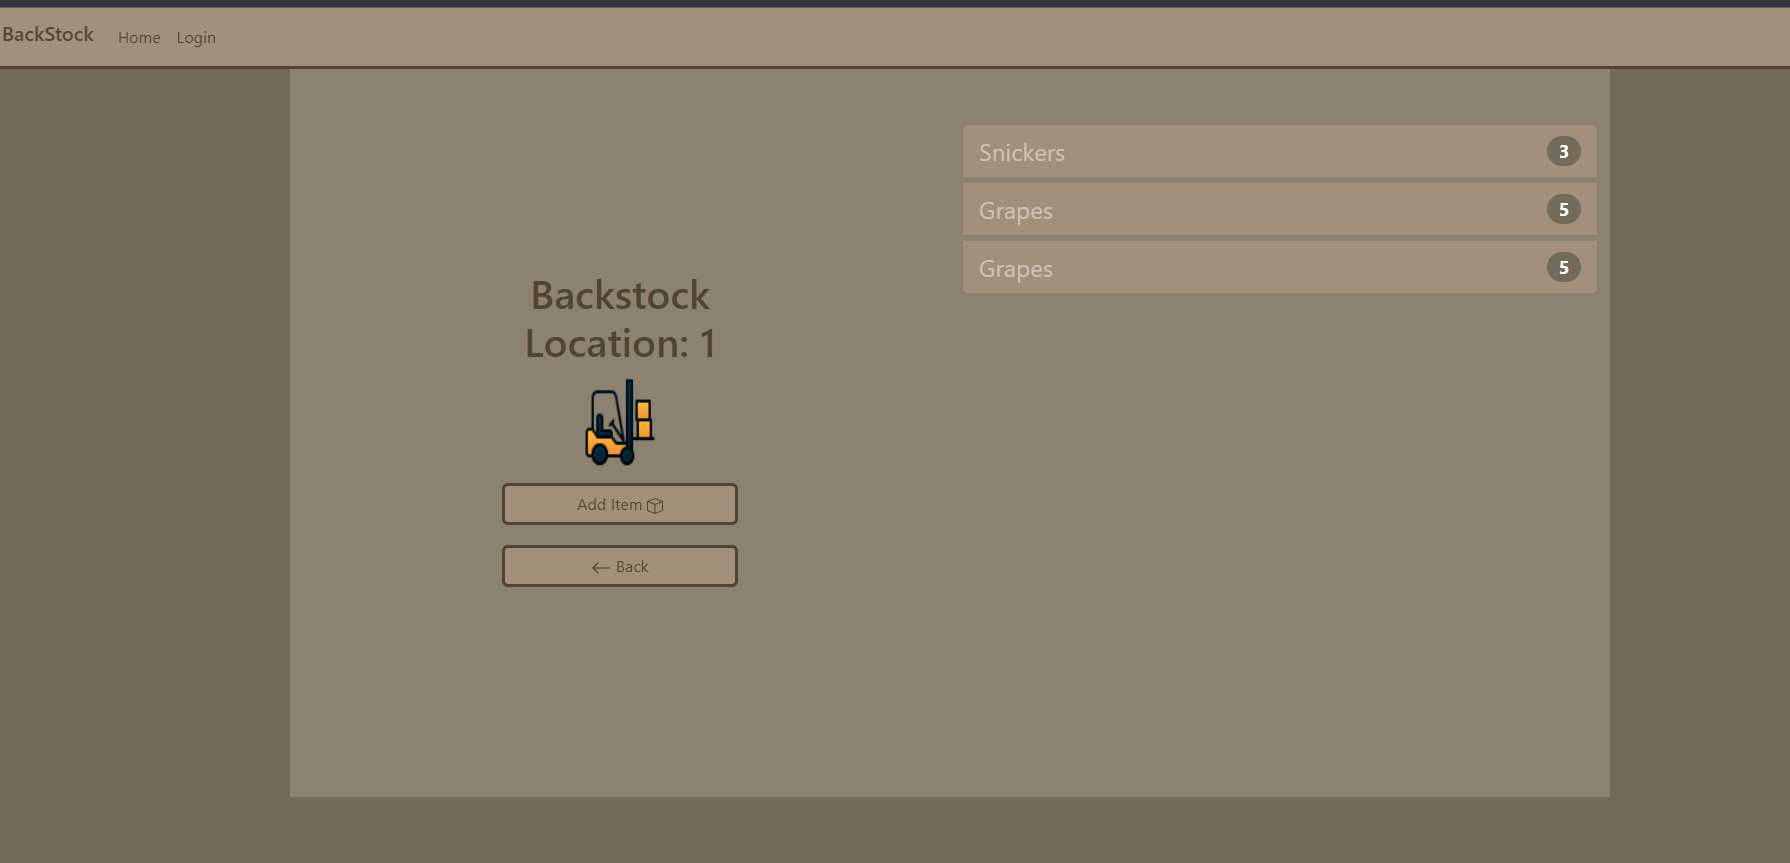 BackStock Home Login
Backstock
Location: 1
Add Item
Back
Snickers 3
Grapes 5
Grapes 5